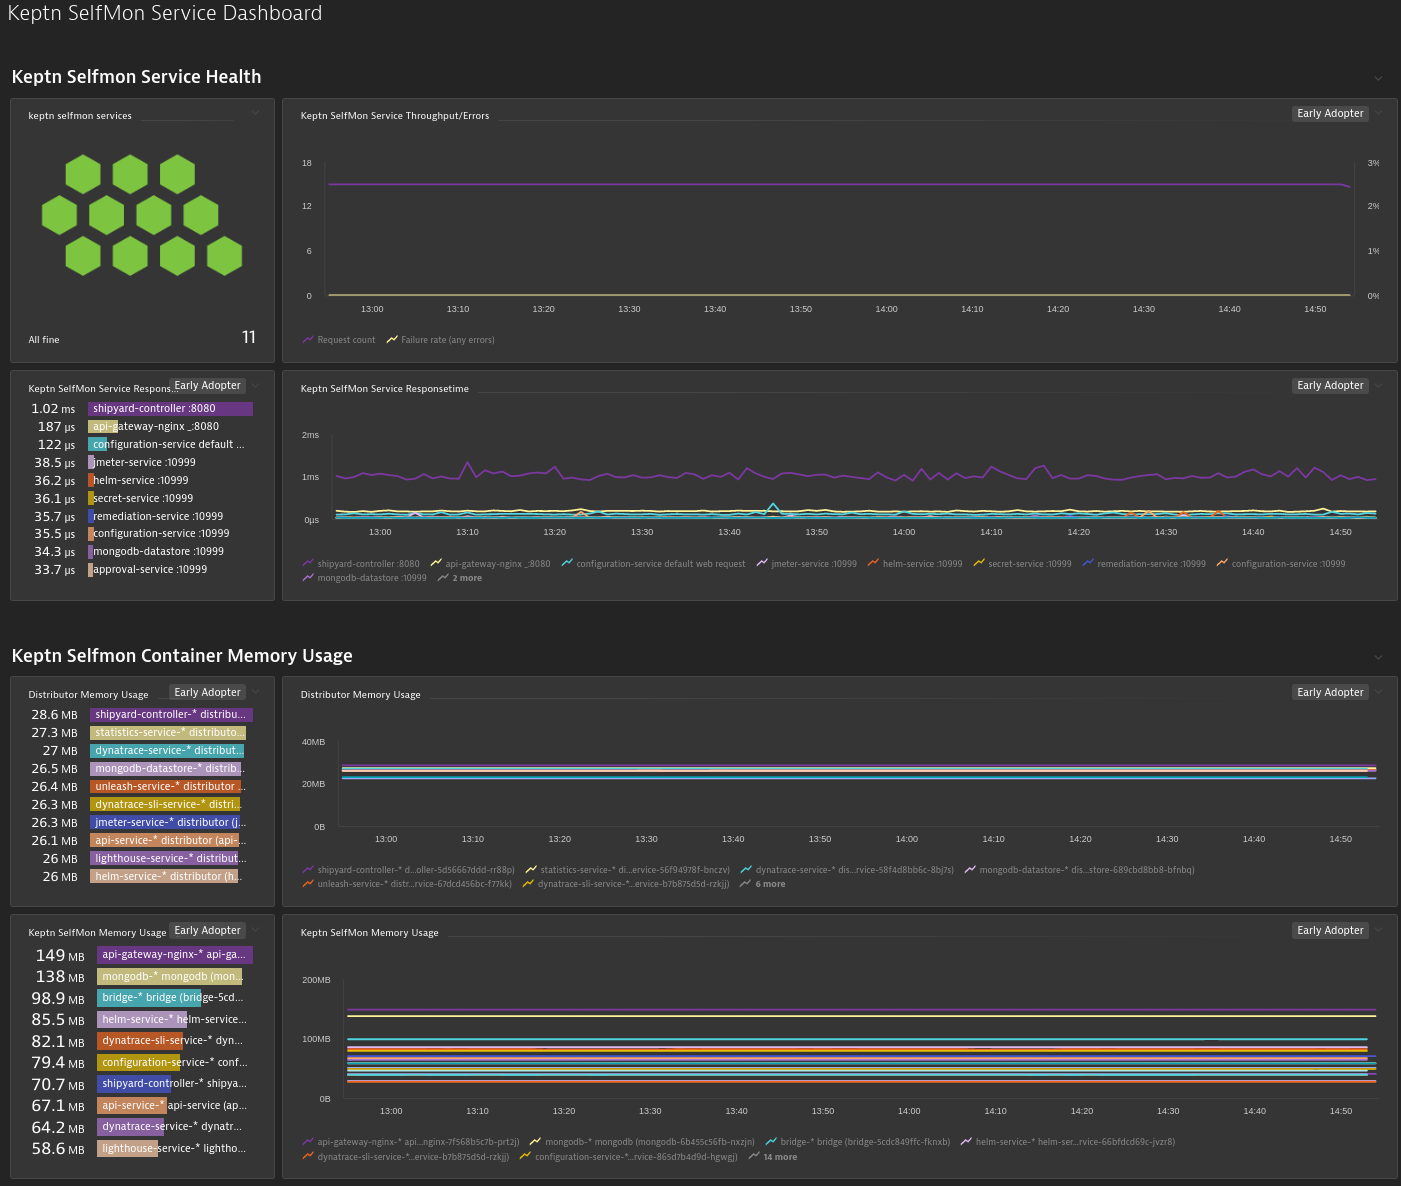 Keptn SelfMon Service Dashboard
Keptn Selfmon Service Health
keptn selfmon services
All fine
11
Keptn SelfMon Service Throughput/Errors
Early Adopter
18
12
6
0
3%
2%
1%
0%
13:00 13:10 13:20 13:30 13:40 13:50 14:00 14:10 14:20 14:30 14:40 14:50
Request count Failure rate (any errors)
Keptn SelfMon Service Respons... Early Adopter
1.02 ms shipyard-controller :8080
187 µs api-gateway-nginx _:8080
122 µs configuration-service default ...
38.5 µs jmeter-service :10999
36.2 µs helm-service :10999
36.1 µs secret-service :10999
35.7 µs remediation-service :10999
35.5 µs configuration-service :10999
34.3 µs mongodb-datastore :10999
33.7 µs approval-service :10999
Keptn SelfMon Service Responsetime
Early Adopter
2ms
1ms
0µs
13:00 13:10 13:20 13:30 13:40 13:50 14:00 14:10 14:20 14:30 14:40 14:50
shipyard-controller :8080 api-gateway-nginx _:8080 configuration-service default web request jmeter-service :10999 helm-service :10999 secret-service :10999 remediation-service :10999 configuration-service :10999
mongodb-datastore :10999 2 more
Keptn Selfmon Container Memory Usage
Distributor Memory Usage Early Adopter
28.6 MB shipyard-controller-* distribu...
27.3 MB statistics-service-* distributo...
27 MB dynatrace-service-* distribut...
26.5 MB mongodb-datastore-* distrib...
26.4 MB unleash-service-* distributor ...
26.3 MB dynatrace-sli-service-* distri...
26.3 MB jmeter-service-* distributor (j...
26.1 MB api-service-* distributor (api-...
26 MB lighthouse-service-* distribut...
26 MB helm-service-* distributor (h...
Distributor Memory Usage
Early Adopter
40MB
20MB
0B
13:00 13:10 13:20 13:30 13:40 13:50 14:00 14:10 14:20 14:30 14:40 14:50
shipyard-controller-* d...oller-5d56667ddd-rr88p) statistics-service-* di...ervice-56f94978f-bnczv) dynatrace-service-* dis...rvice-58f4d8bb6c-8bj7s) mongodb-datastore-* dis...store-689cbd8bb8-bfnbq)
unleash-service-* distr...rvice-67dcd456bc-f77kk) dynatrace-sli-service-*...ervice-b7b875d5d-rzkjj) 6 more
Keptn SelfMon Memory Usage Early Adopter
149 MB api-gateway-nginx-* api-ga...
138 MB mongodb-* mongodb (mon...
98.9 MB bridge-* bridge (bridge-5cd...
85.5 MB helm-service-* helm-service...
82.1 MB dynatrace-sli-service-* dyn...
79.4 MB configuration-service-* conf...
70.7 MB shipyard-controller-* shipya...
67.1 MB api-service-* api-service (ap...
64.2 MB dynatrace-service-* dynatr...
58.6 MB lighthouse-service-* lightho...
Keptn SelfMon Memory Usage
Early Adopter
200MB
100MB
0B
13:00 13:10 13:20 13:30 13:40 13:50 14:00 14:10 14:20 14:30 14:40 14:50
api-gateway-nginx-* api...nginx-7f568b5c7b-prt2j) mongodb-* mongodb (mongodb-6b455c56fb-nxzjn) bridge-* bridge (bridge-5cdc849ffc-fknxb) helm-service-* helm-ser...rvice-66bfdcd69c-jvzr8)
dynatrace-sli-service-*...ervice-b7b875d5d-rzkjj) configuration-service-*...rvice-865d7b4d9d-hgwgj) 14 more